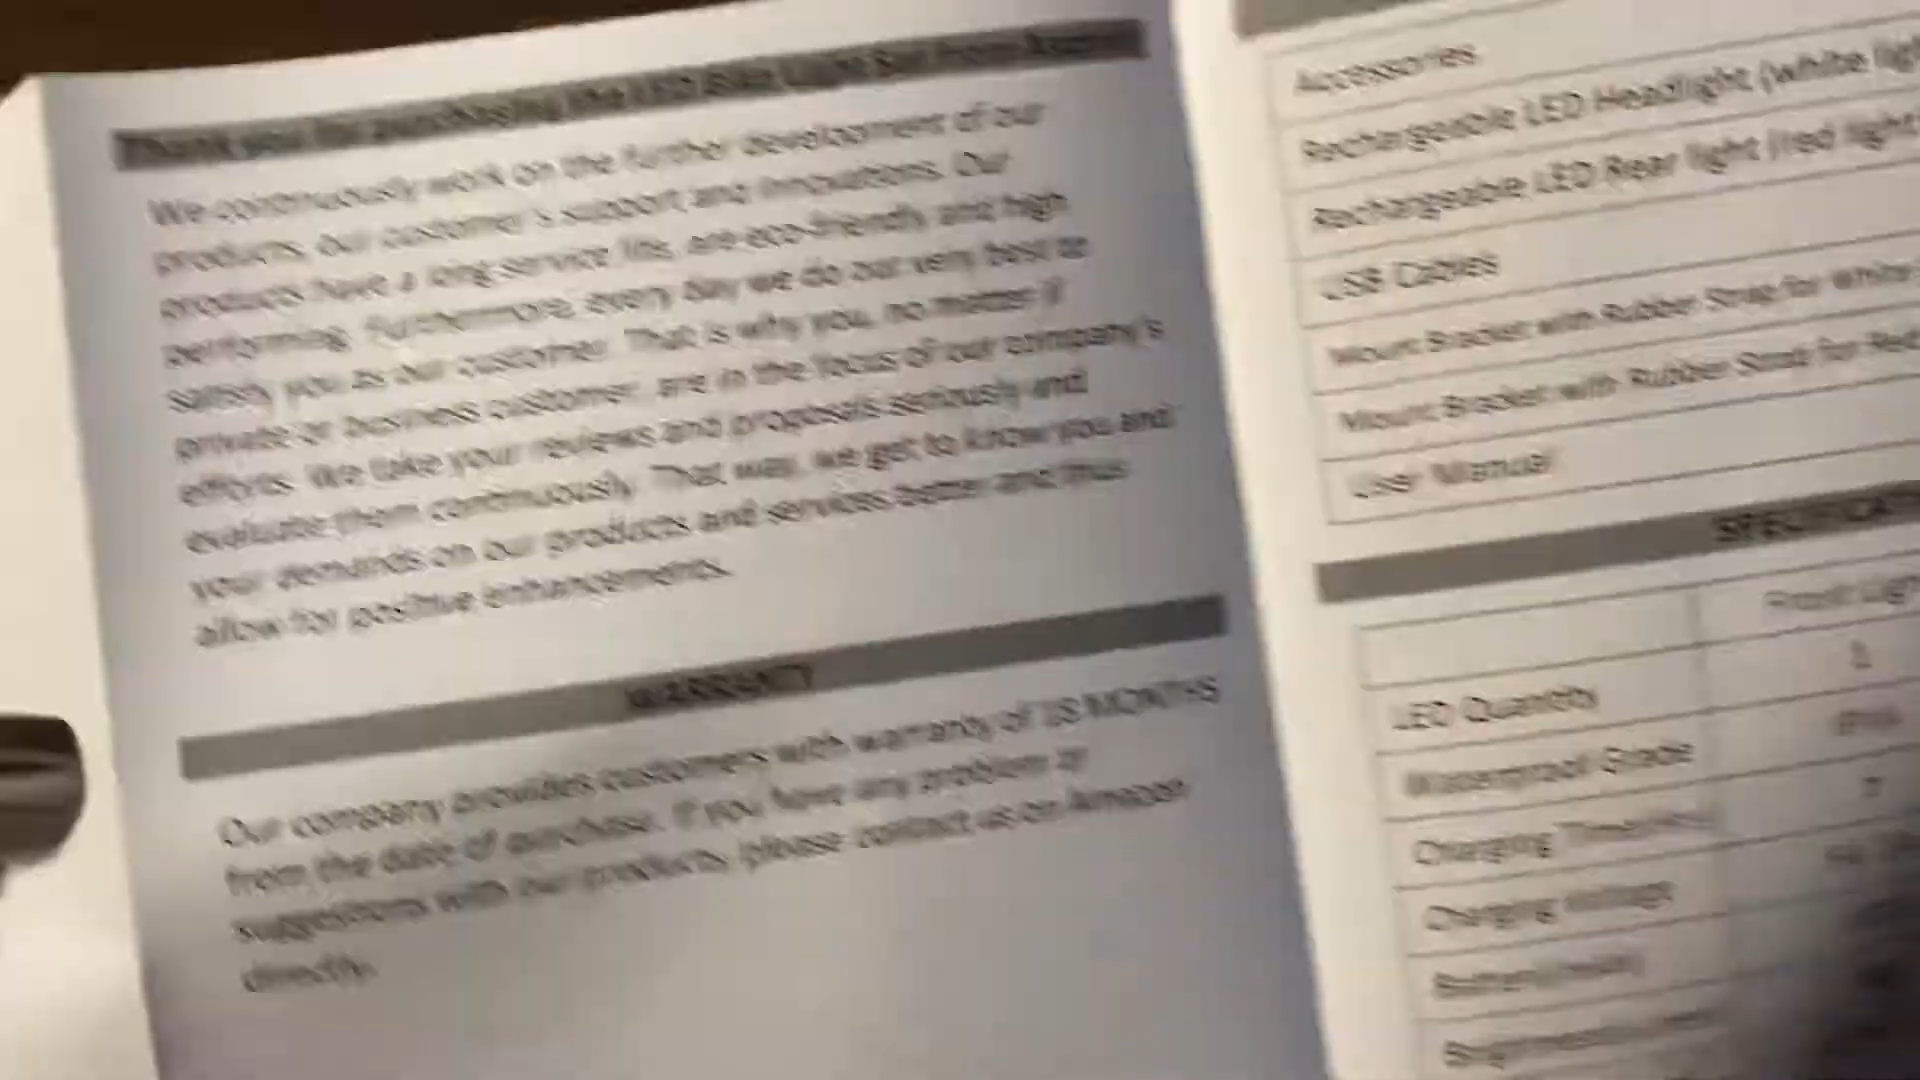 Thank you for purchasing the LED Bike Light Set from
We continuously work on the further development of our
products, our customer's support and innovations. Our
products have a long service life, are eco-friendly and high
performing. Furthermore, every day we do our very best to
satisfy you as our customer. That is why you, no matter if
private or business customer, are in the focus of our company's
efforts. We take your reviews and proposals seriously and
evaluate them continuously. That way, we get to know you and
your demands on our products and services better and thus
allow for positive enhancements.
WARRANTY
Our company provides customers with warranty of 18 MONTHS
from the date of purchase. If you have any problem or
suggestions with our products, please contact us on Amazon
directly.
Accessories
Rechargeable LED Headlight (white ligh
Rechargeable LED Rear light (red light
USB Cables
Mount Bracket with Rubber Strap for White
Mount Bracket with Rubber Strap for Red
User Manual
SPECIFICAT
Front Ligh
LED Quantity
Waterproof Grade
Charging
Charging Voltage